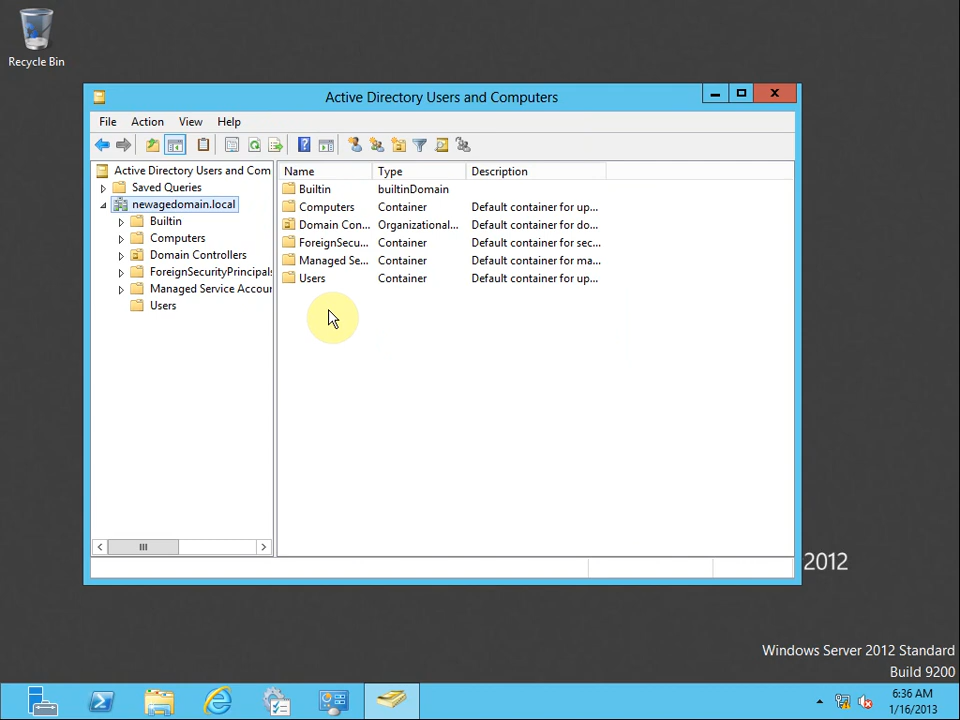 Recycle Bin
Active Directory Users and Computers
File Action View Help
Active Directory Users and Com
Saved Queries
newagedomain.local
Builtin
Computers
Domain Controllers
ForeignSecurityPrincipals
Managed Service Accour
Users
Name Type Description
Builtin builtinDomain
Computers Container Default container for up...
Domain Con... Organizational... Default container for do...
ForeignSecu... Container Default container for sec...
Managed Se... Container Default container for ma...
Users Container Default container for up...
2012
Windows Server 2012 Standard
Build 9200
6:36 AM
1/16/2013